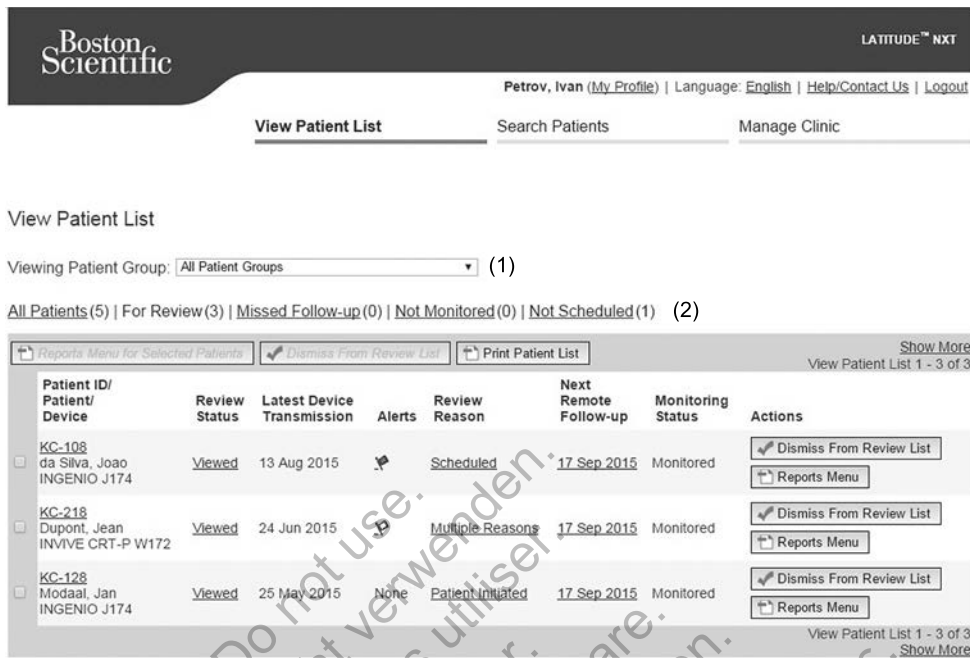 Boston
Scientific
LATITUDE™ NXT
Petrov, Ivan (My Profile) | Language: English | Help/Contact Us | Logout
View Patient List
Search Patients
Manage Clinic
View Patient List
Viewing Patient Group: All Patient Groups (1)
All Patients(5) | For Review(3) | Missed Follow-up(0) | Not Monitored(0) | Not Scheduled(1) (2)
Reports Menu for Selected Patients
Dismiss From Review List
Print Patient List
Show More
View Patient List 1 - 3 of 3
Patient ID/
Patient/
Device
Review
Status
Latest Device
Transmission
Alerts
Review
Reason
Next
Remote
Follow-up
Monitoring
Status
Actions
KC-108
da Silva, Joao
INGENIO J174
Viewed
13 Aug 2015
Scheduled
17 Sep 2015
Monitored
Dismiss From Review List
Reports Menu
KC-218
Dupont, Jean
INVIVE CRT-P W172
Viewed
24 Jun 2015
Multiple Reasons
17 Sep 2015
Monitored
Dismiss From Review List
Reports Menu
KC-128
Modaal, Jan
INGENIO J174
Viewed
25 May 2015
None
Patient Initiated
17 Sep 2015
Monitored
Dismiss From Review List
Reports Menu
View Patient List 1 - 3 of 3
Show More
Do not use.
verwenden.
utiliser.